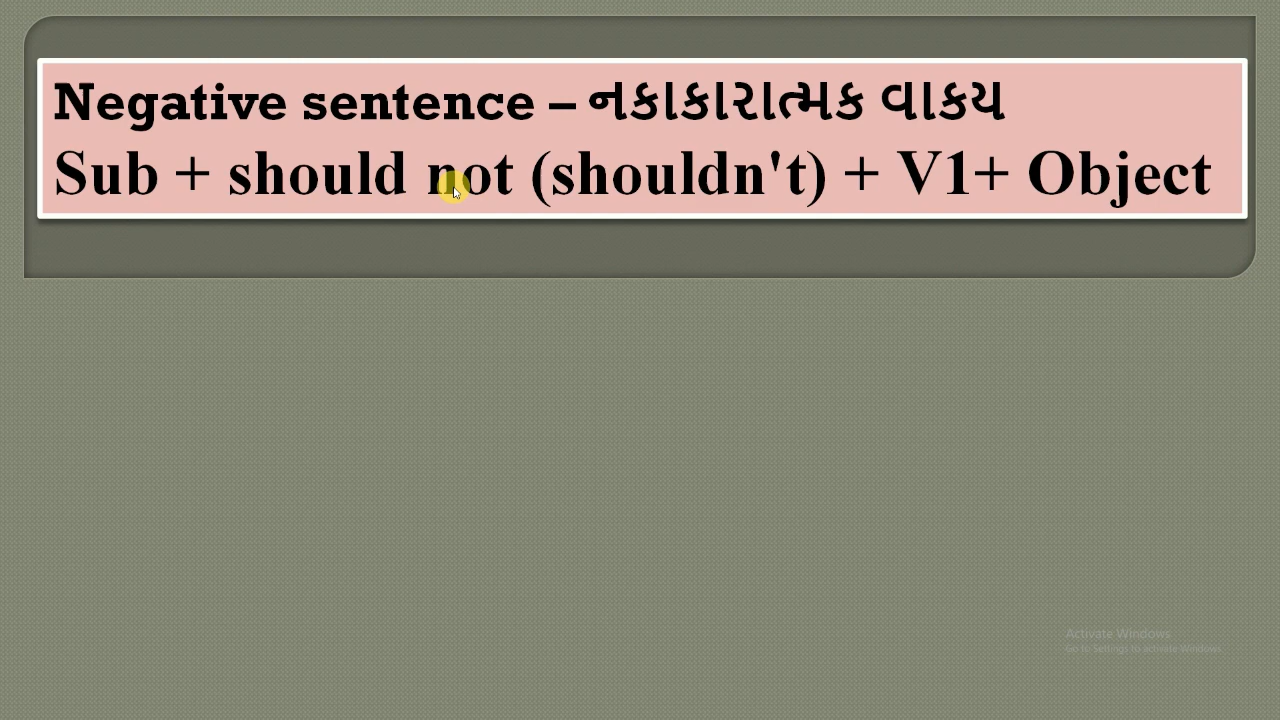 Negative sentence – નકાકારાત્મક વાકય
Sub + should not (shouldn't) + V1+ Object
Activate Windows
Go to Settings to activate Windows.